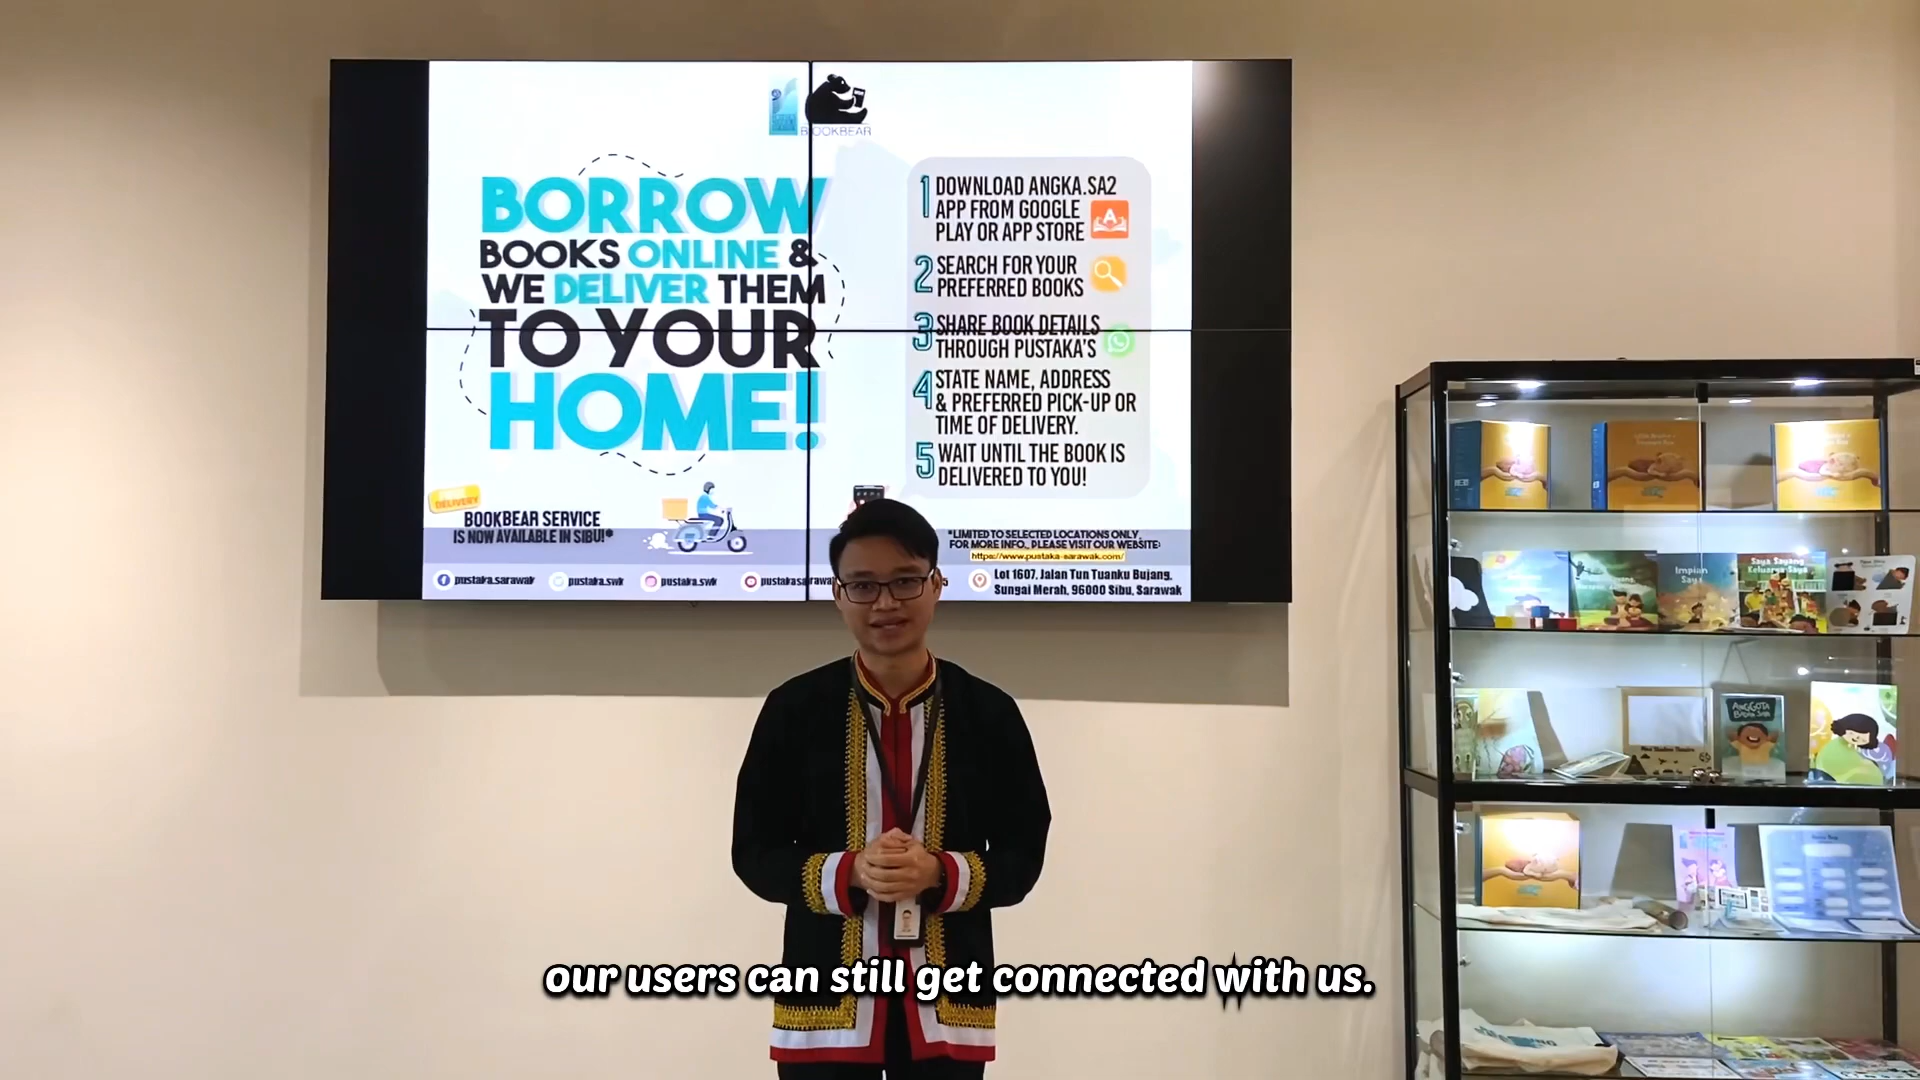 BOOKBEAR
BORROW
BOOKS ONLINE &
WE DELIVER THEM
TO YOUR
HOME!
1 DOWNLOAD ANGKA.SA2
APP FROM GOOGLE
PLAY OR APP STORE
2 SEARCH FOR YOUR
PREFERRED BOOKS
3 SHARE BOOK DETAILS
THROUGH PUSTAKA'S
4 STATE NAME, ADDRESS
& PREFERRED PICK-UP OR
TIME OF DELIVERY.
5 WAIT UNTIL THE BOOK IS
DELIVERED TO YOU!
DELIVERY
BOOKBEAR SERVICE
IS NOW AVAILABLE IN SIBU!*
*LIMITED TO SELECTED LOCATIONS ONLY.
FOR MORE INFO., PLEASE VISIT OUR WEBSITE:
https://www.pustaka-sarawak.com/
pustaka.sarawak
pustaka.swk
pustaka.swk
pustakasarawa
5
Lot 1607, Jalan Tun Tuanku Bujang,
Sungai Merah, 96000 Sibu, Sarawak
Impian
Saya
Saya Sayang
Keluarga Saya
ANGGOTA
BADAN SAYA
our users can still get connected with us.